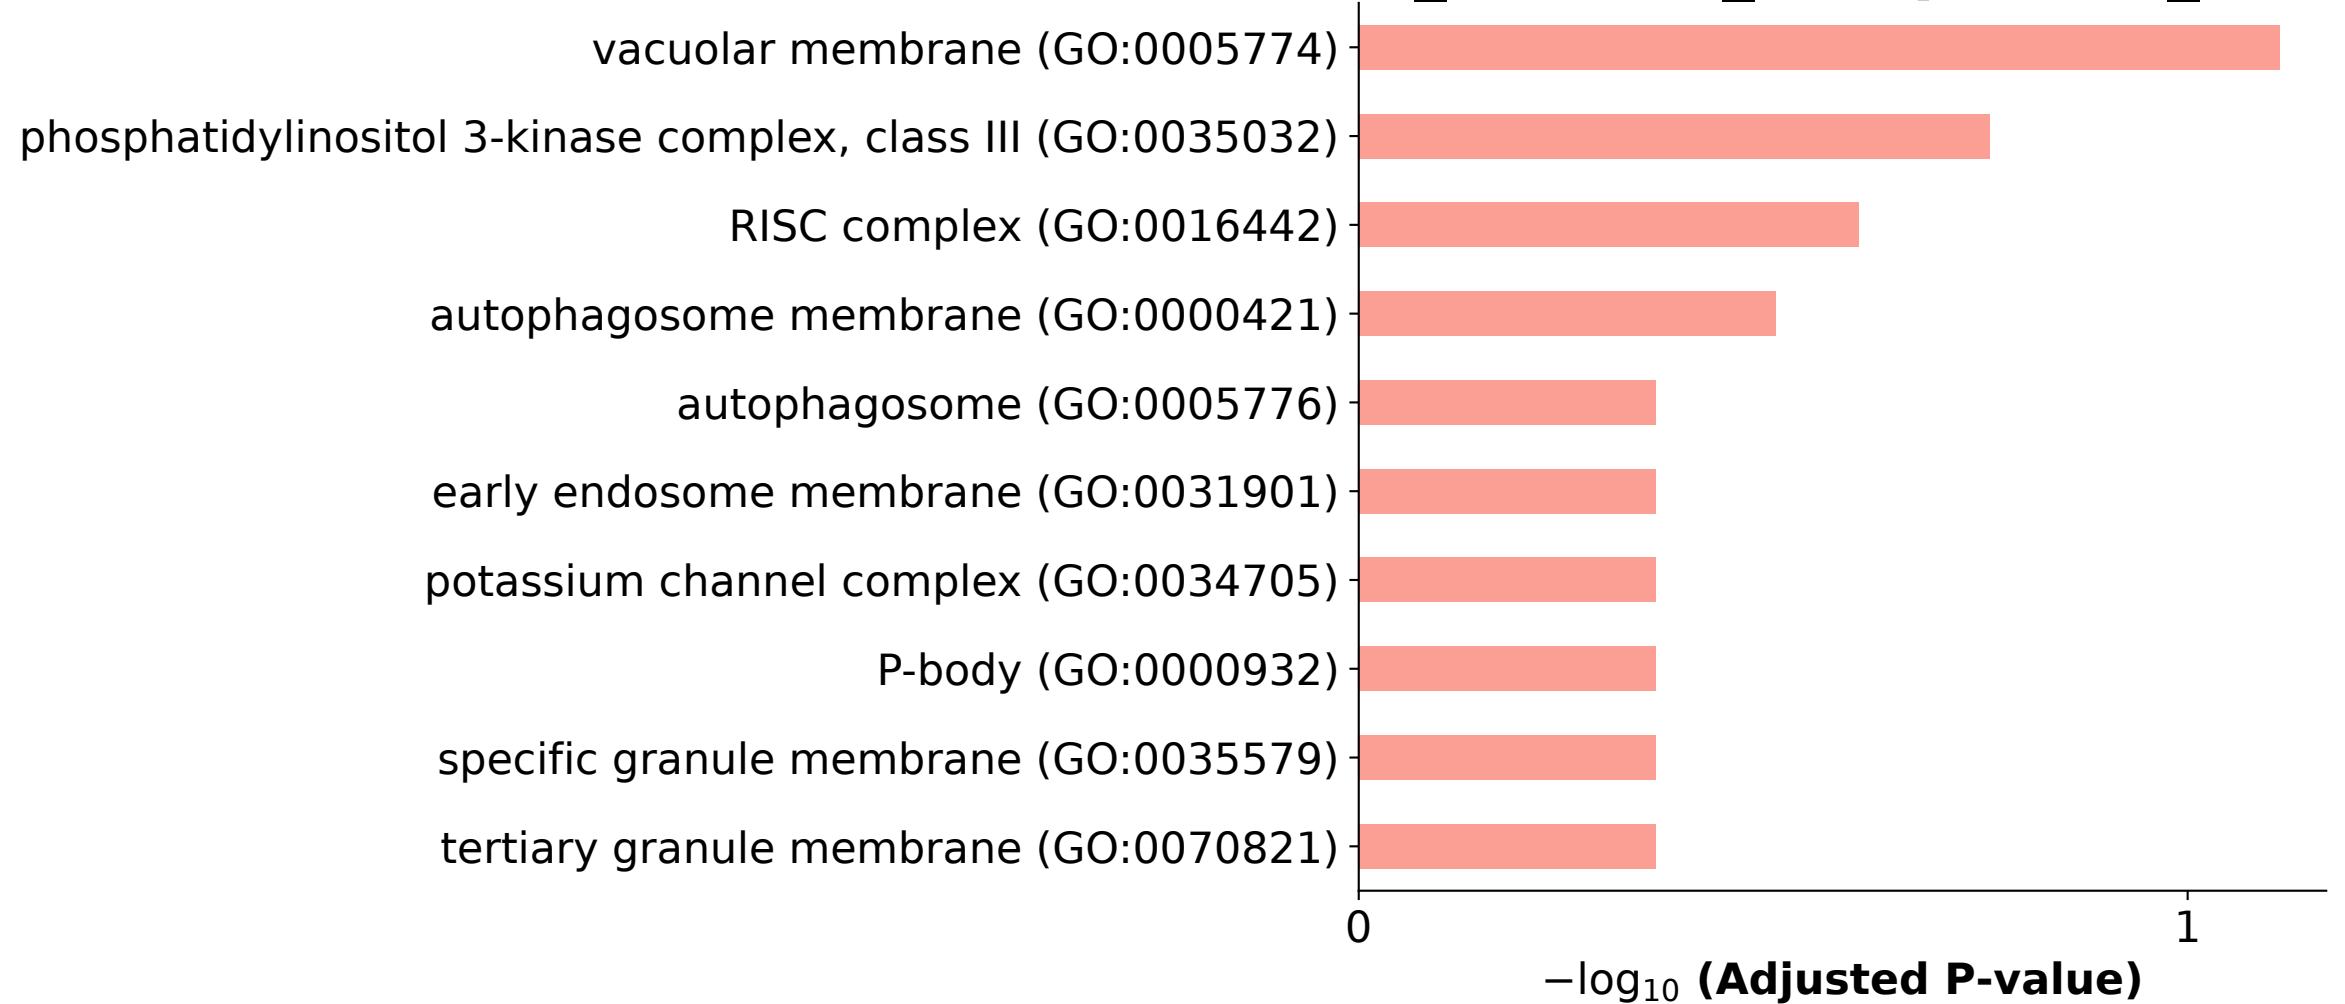 vacuolar membrane (GO:0005774)
phosphatidylinositol 3-kinase complex, class III (GO:0035032)
RISC complex (GO:0016442)
autophagosome membrane (GO:0000421)
autophagosome (GO:0005776)
early endosome membrane (GO:0031901)
potassium channel complex (GO:0034705)
P-body (GO:0000932)
specific granule membrane (GO:0035579)
tertiary granule membrane (GO:0070821)
0 1
−log₁₀ (Adjusted P-value)